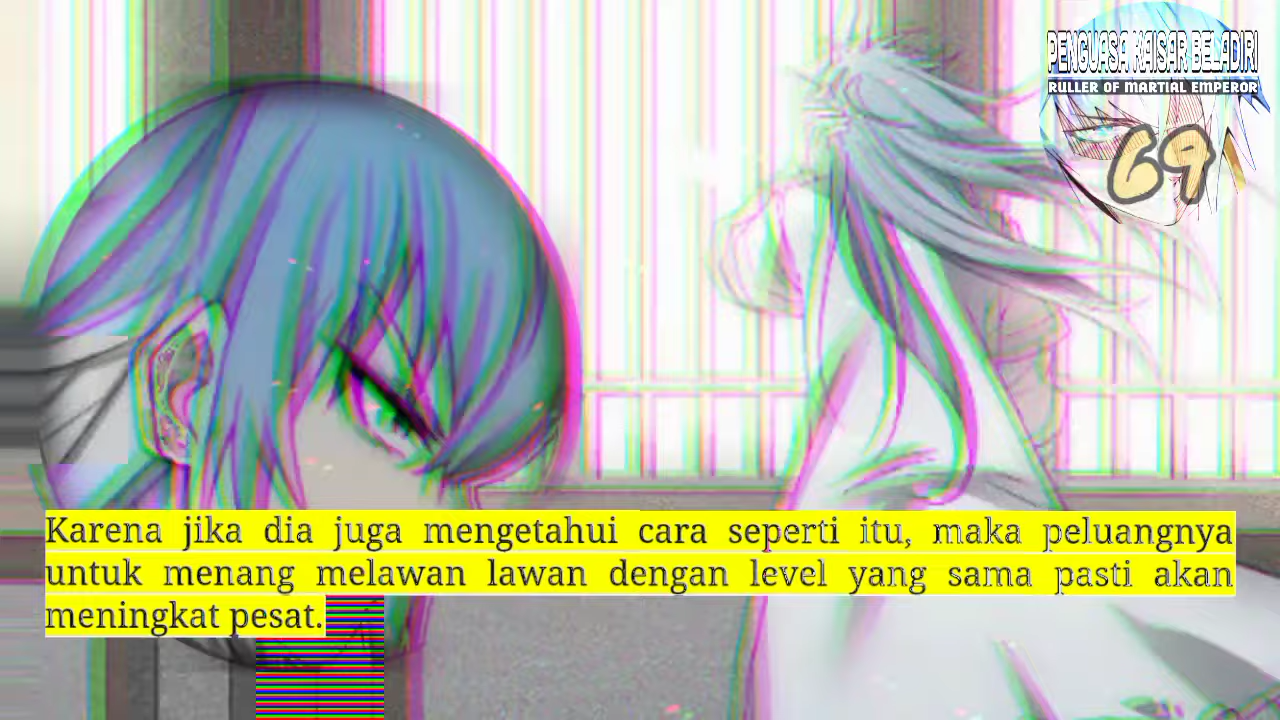 PENGUASA KAISAR BELADIRI
RULLER OF MARTIAL EMPEROR
69
Karena jika dia juga mengetahui cara seperti itu, maka peluangnya
untuk menang melawan lawan dengan level yang sama pasti akan
meningkat pesat.